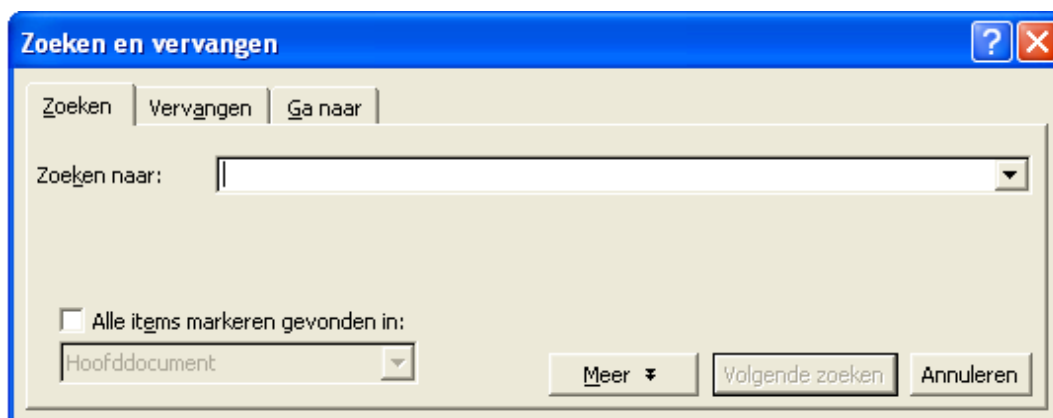 Zoeken en vervangen
Zoeken Vervangen Ga naar
Zoeken naar:
Alle items markeren gevonden in:
Hoofddocument
Meer Volgende zoeken Annuleren